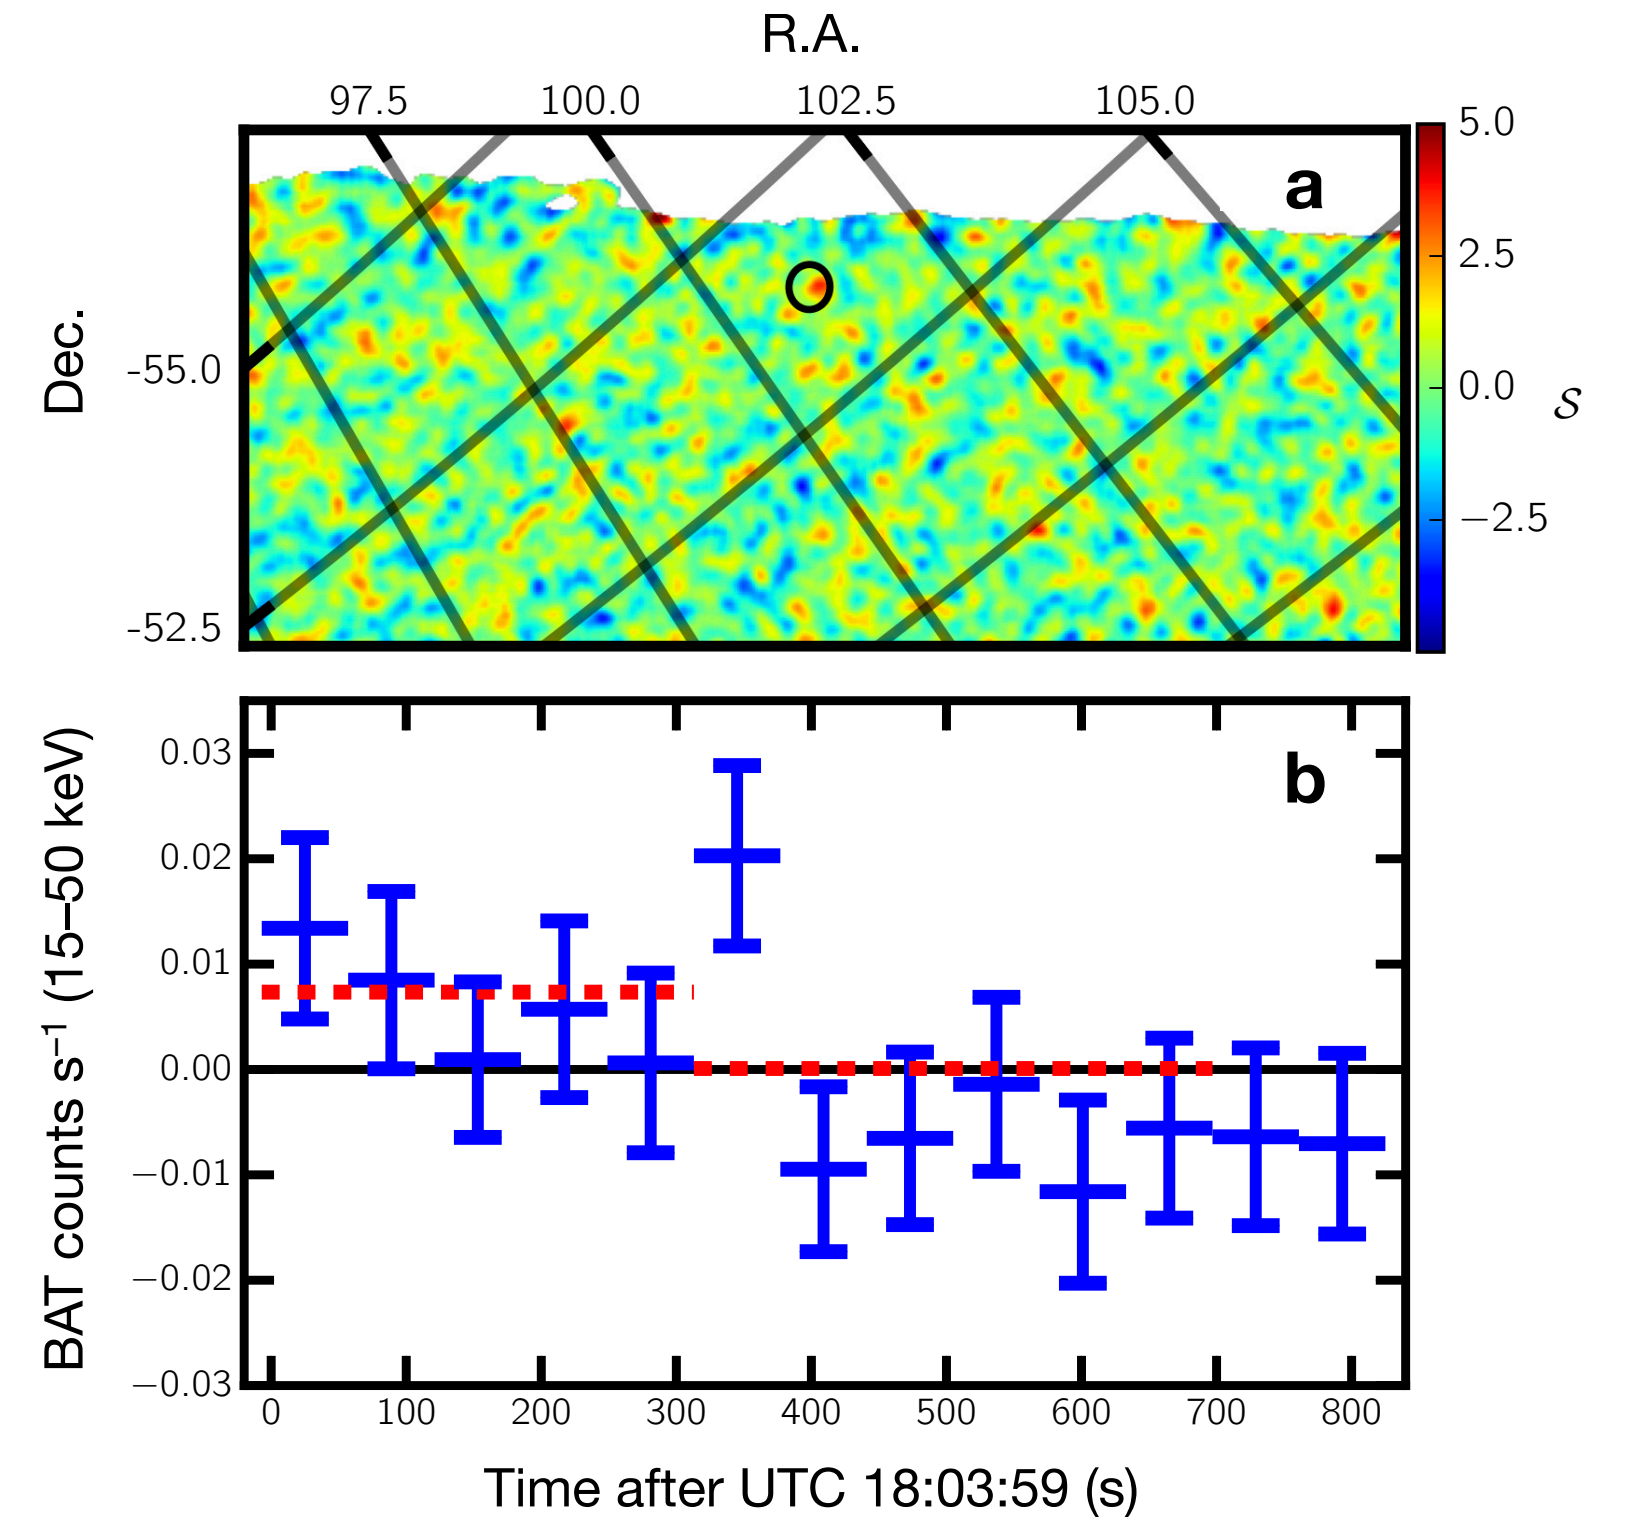 R.A.
97.5 100.0 102.5 105.0
a
Dec.
-55.0
-52.5
5.0
2.5
0.0
−2.5
𝒮
b
BAT counts s⁻¹ (15–50 keV)
0.03
0.02
0.01
0.00
−0.01
−0.02
−0.03
0 100 200 300 400 500 600 700 800
Time after UTC 18:03:59 (s)